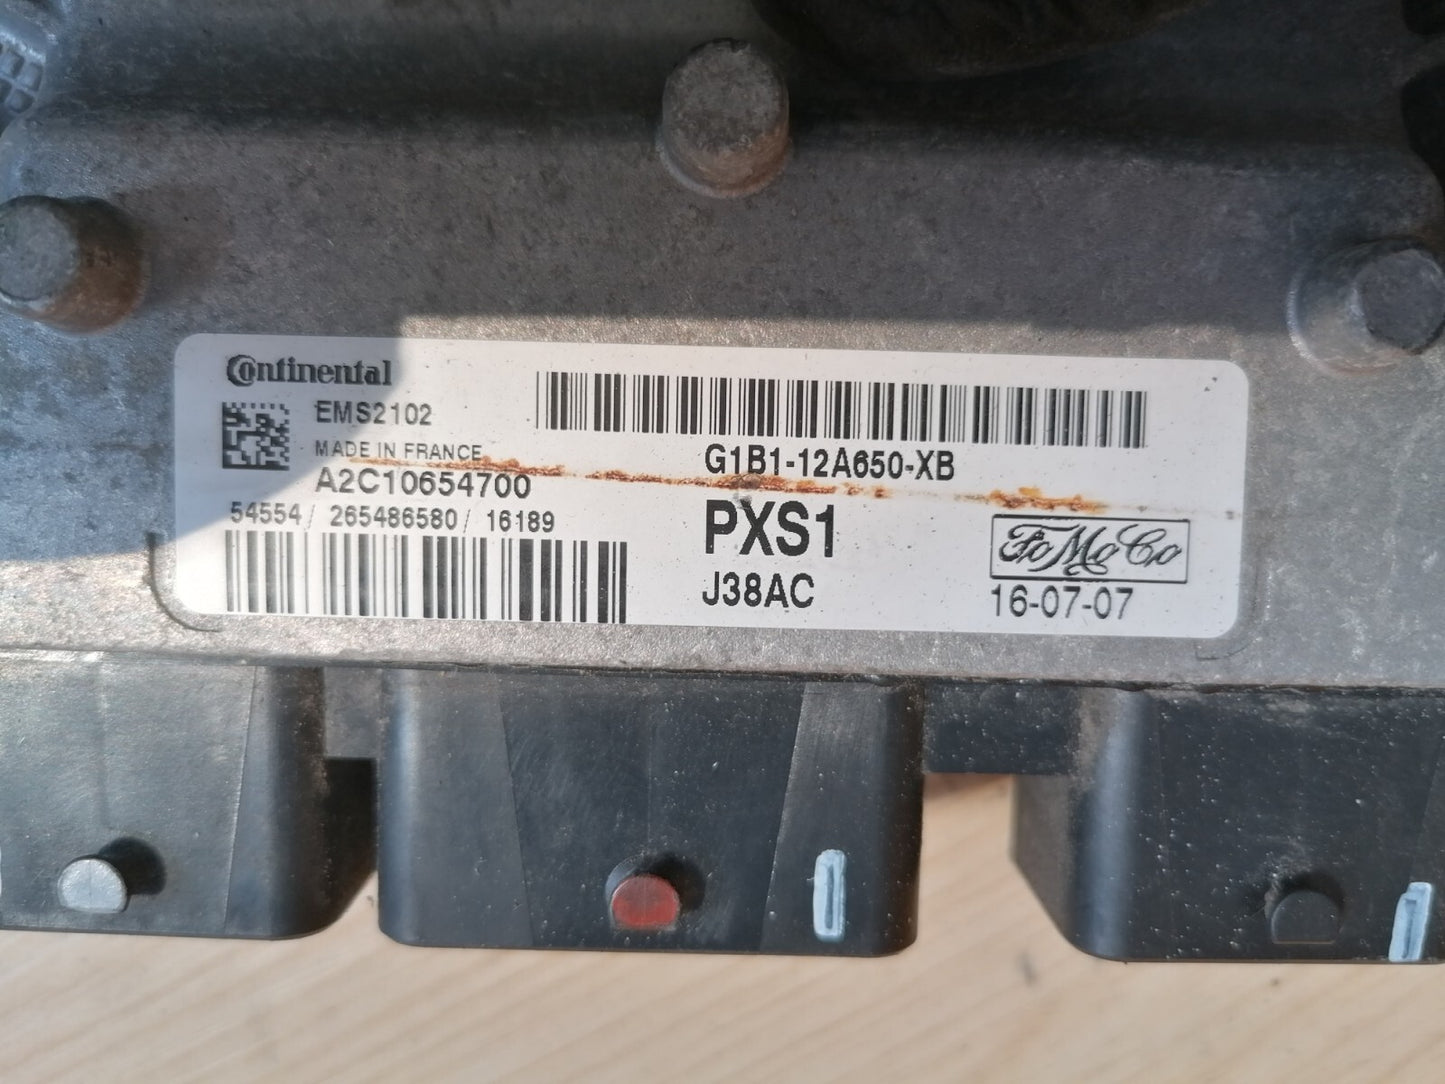 Continental
EMS2102
MADE IN FRANCE
A2C10654700
54554/ 265486580/ 16189
G1B1-12A650-XB
PXS1
J38AC
FoMoCo
16-07-07